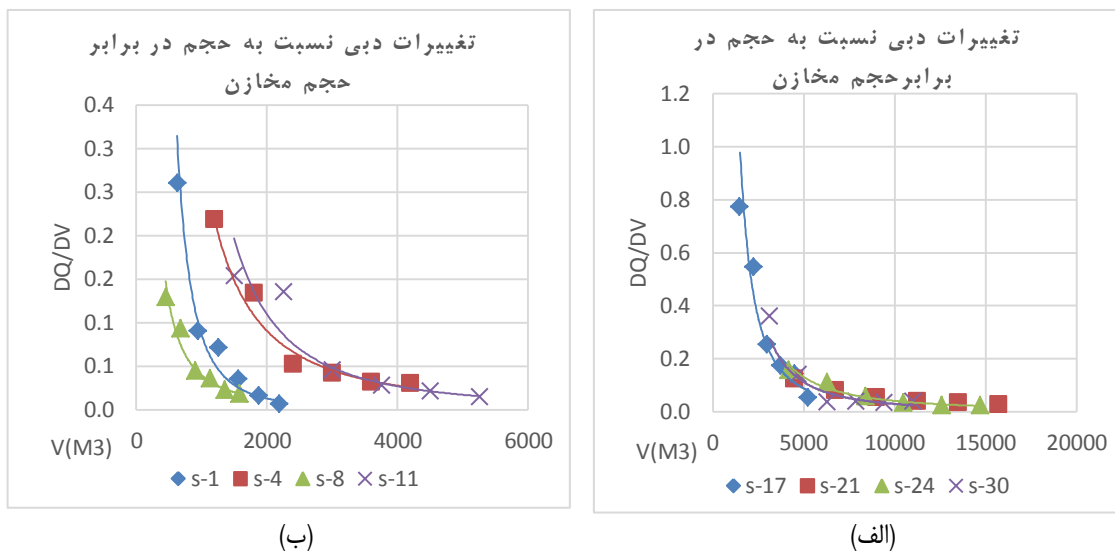 تغییرات دبی نسبت به حجم در
برابرحجم مخازن
1.2
1.0
0.8
0.6
0.4
0.2
0.0
DQ/DV
0 5000 10000 15000 20000
V(M3)
s-17 s-21 s-24 s-30
(الف)
تغییرات دبی نسبت به حجم در برابر
حجم مخازن
0.4
0.3
0.3
0.2
0.2
0.1
0.1
0.0
DQ/DV
0 2000 4000 6000
V(M3)
s-1 s-4 s-8 s-11
(ب)